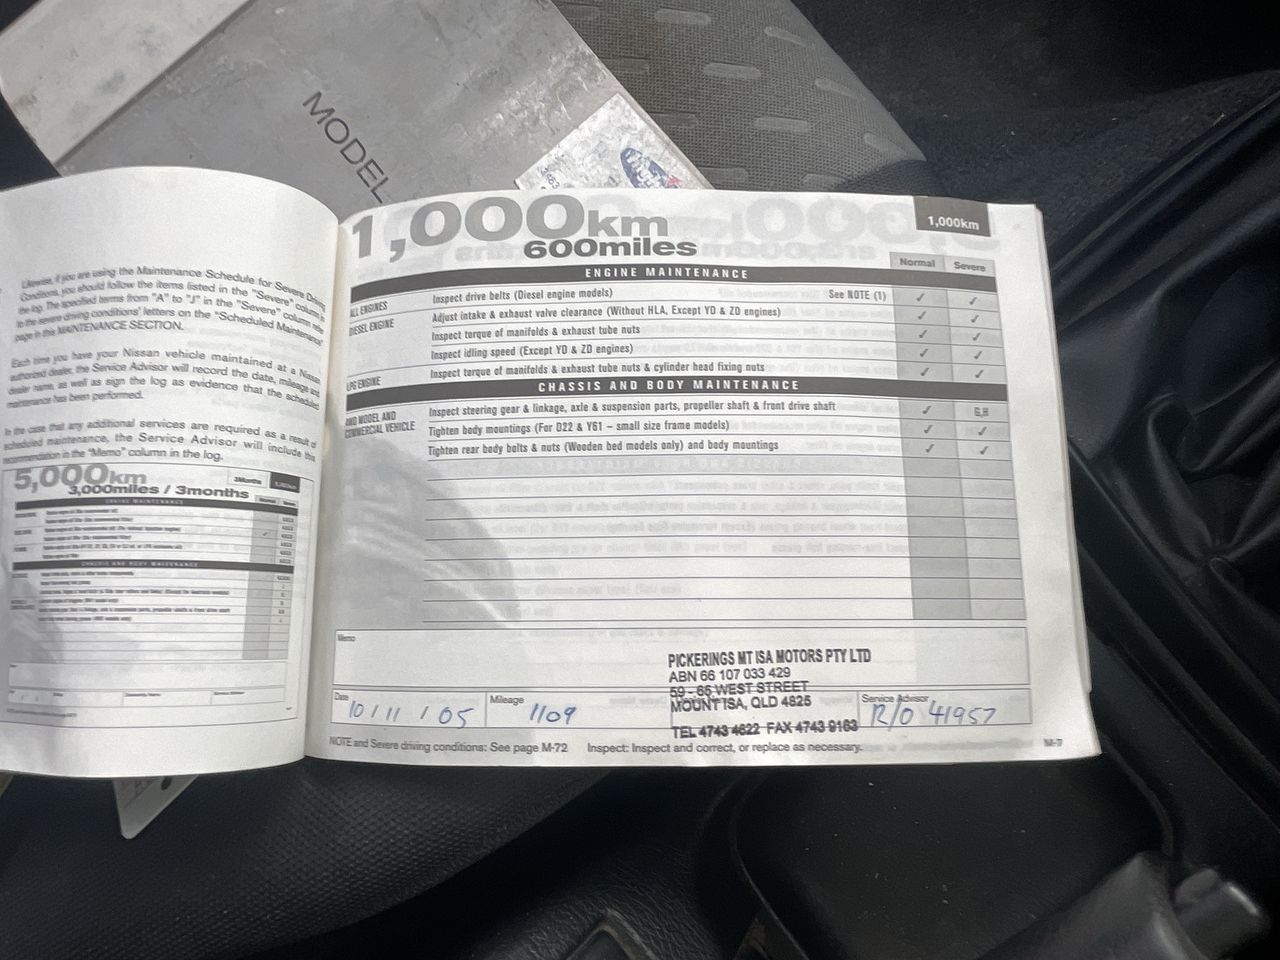 MODEL
Likewise, if you are using the Maintenance Schedule for Severe Driving
Conditions, you should follow the items listed in the "Severe" column in
the log. The specified terms from "A" to "J" in the "Severe" column refer
to the severe driving conditions' letters on the "Scheduled Maintenance"
page in this MAINTENANCE SECTION.
Each time you have your Nissan vehicle maintained at a Nissan
authorized dealer, the Service Advisor will record the date, mileage and
dealer name, as well as sign the log as evidence that the scheduled
maintenance has been performed.
In the case that any additional services are required as a result of
scheduled maintenance, the Service Advisor will include this
recommendation in the "Memo" column in the log.
5,000km
3,000miles / 3months
3Months
ENGINE MAINTENANCE
CHASSIS AND BODY MAINTENANCE
1,000km
600miles
1,000km
Normal Severe
ENGINE MAINTENANCE
ALL ENGINES Inspect drive belts (Diesel engine models) See NOTE (1) ✓ ✓
DIESEL ENGINE Adjust intake & exhaust valve clearance (Without HLA, Except YD & ZD engines) ✓ ✓
Inspect torque of manifolds & exhaust tube nuts ✓ ✓
Inspect idling speed (Except YD & ZD engines) ✓ ✓
LPG ENGINE Inspect torque of manifolds & exhaust tube nuts & cylinder head fixing nuts ✓ ✓
CHASSIS AND BODY MAINTENANCE
4WD MODEL AND COMMERCIAL VEHICLE Inspect steering gear & linkage, axle & suspension parts, propeller shaft & front drive shaft ✓ G,H
Tighten body mountings (For D22 & Y61 – small size frame models) ✓ ✓
Tighten rear body bolts & nuts (Wooden bed models only) and body mountings ✓ ✓
Memo
PICKERINGS MT ISA MOTORS PTY LTD
ABN 66 107 033 429
59 - 65 WEST STREET
MOUNT ISA, QLD 4825
TEL 4743 4622 FAX 4743 9163
Date 10 / 11 / 05
Mileage 1109
Service Advisor R/O 41957
NOTE and Severe driving conditions: See page M-72 Inspect: Inspect and correct, or replace as necessary.
M-7